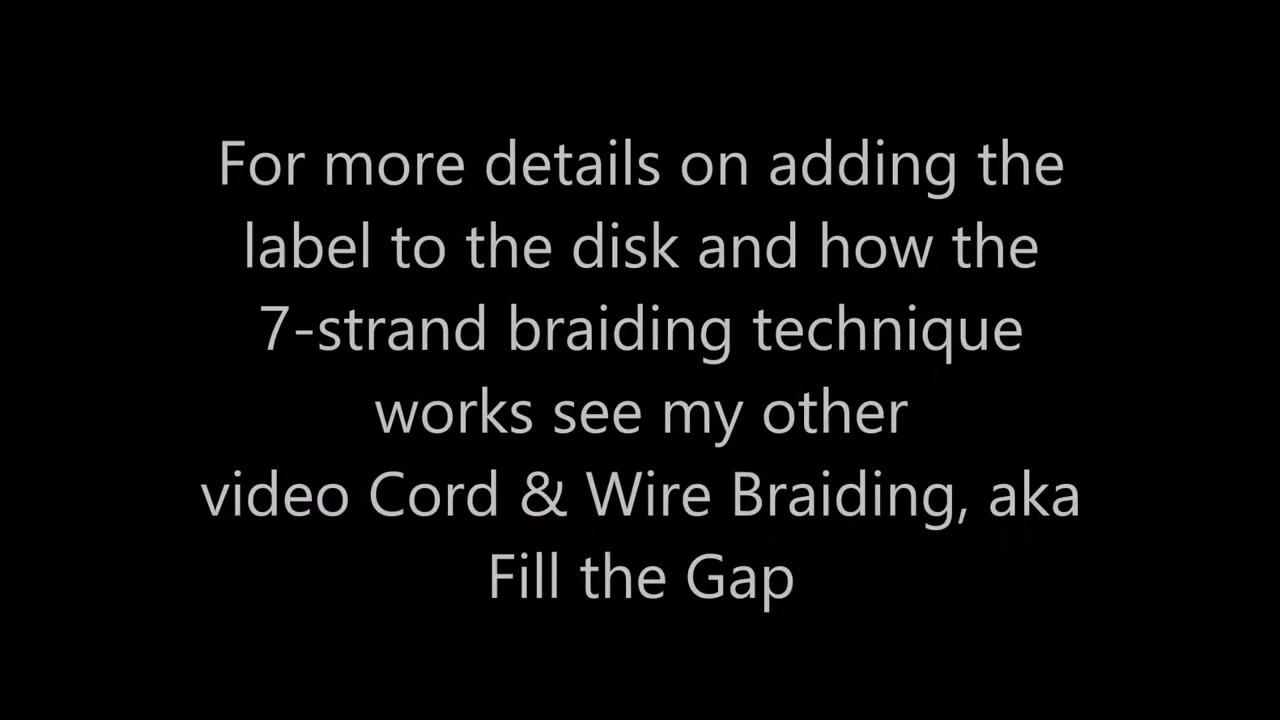 For more details on adding the
label to the disk and how the
7-strand braiding technique
works see my other
video Cord & Wire Braiding, aka
Fill the Gap